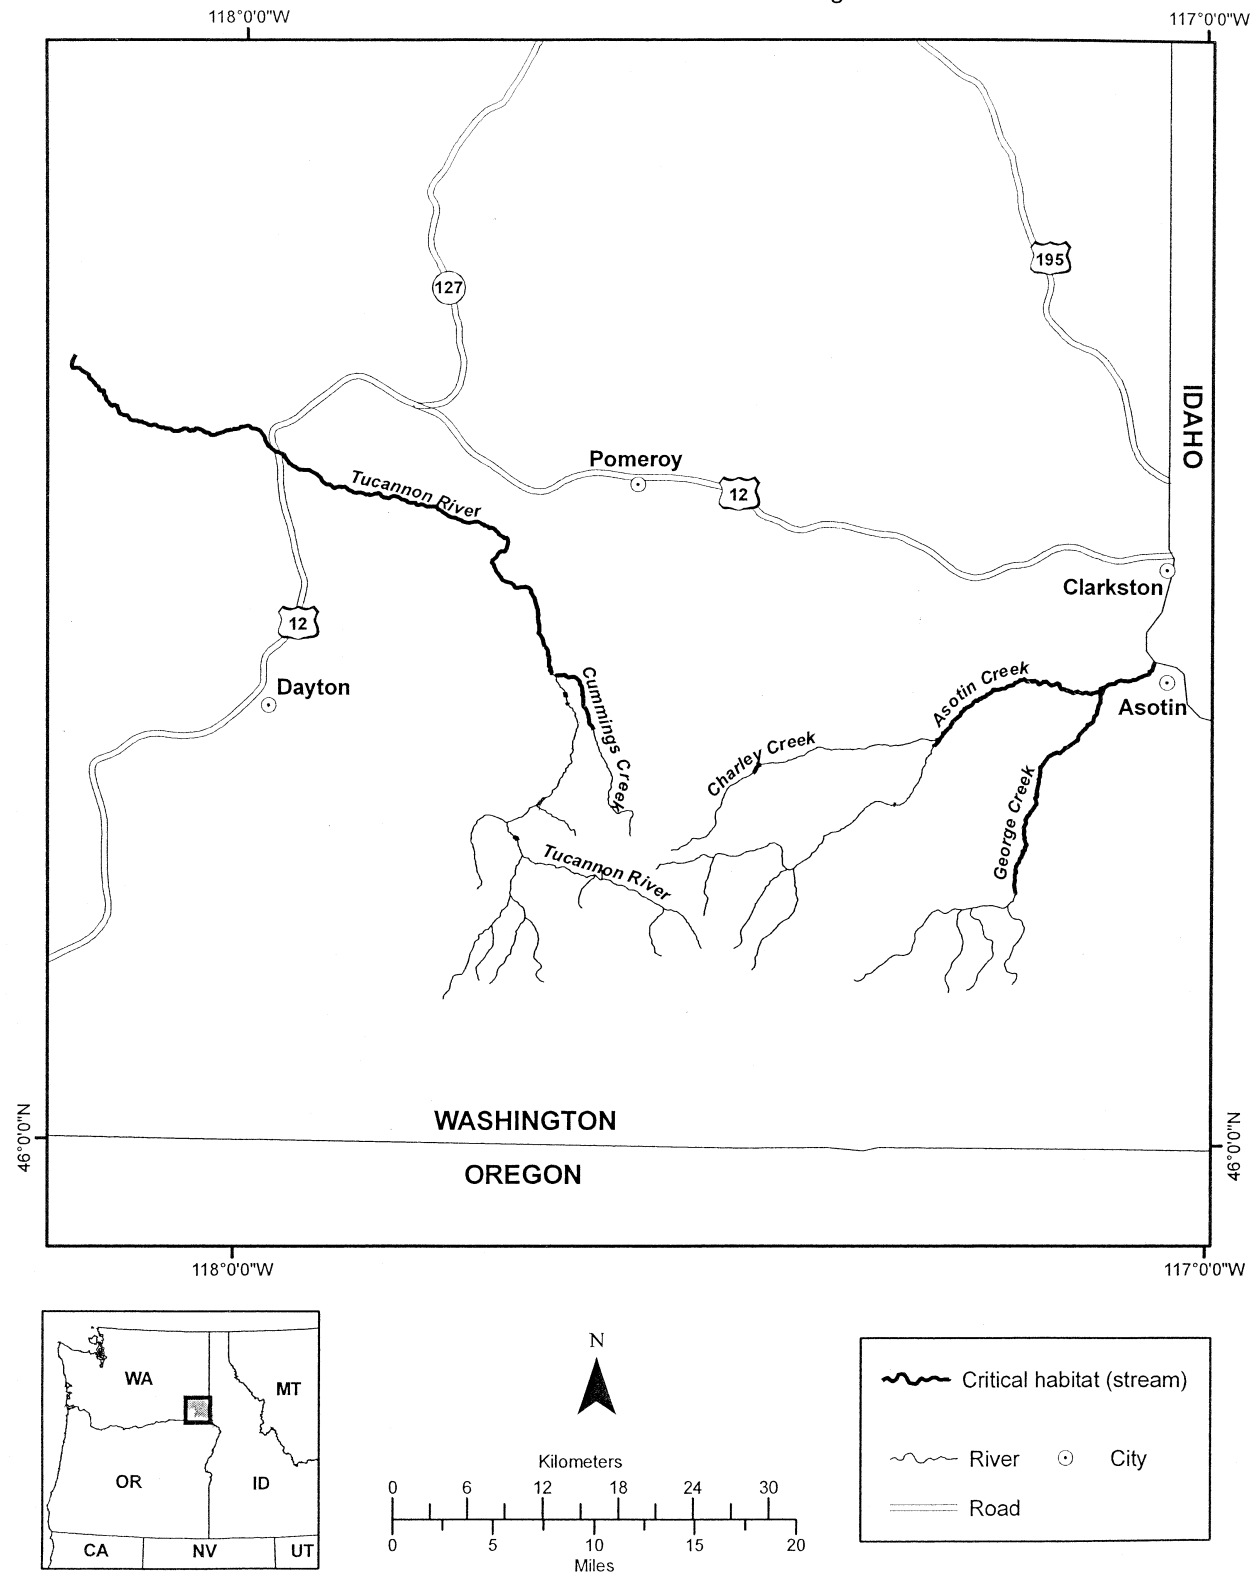 118°0'0"W
117°0'0"W
195
127
IDAHO
Pomeroy
12
Tucannon River
Clarkston
12
Dayton
Cummings Creek
Asotin Creek
Asotin
Charley Creek
George Creek
Tucannon River
WASHINGTON
46°0'0"N
46°0'0"N
OREGON
118°0'0"W
117°0'0"W
WA
MT
OR
ID
CA
NV
UT
N
Kilometers
0 6 12 18 24 30
0 5 10 15 20
Miles
Critical habitat (stream)
River
City
Road